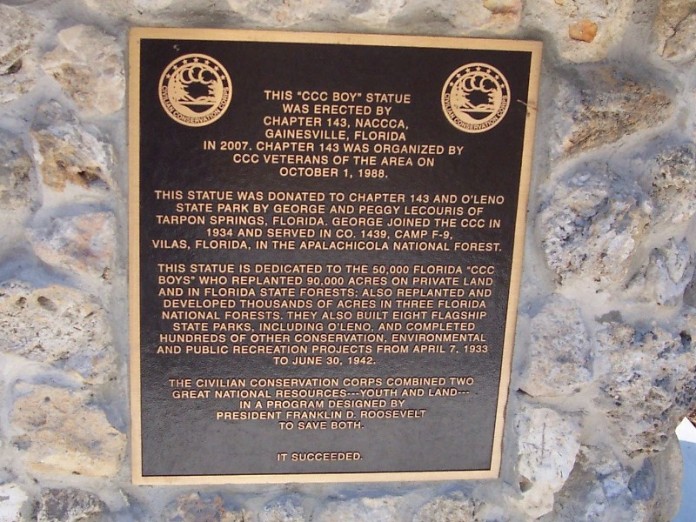 THIS "CCC BOY" STATUE
WAS ERECTED BY
CHAPTER 143, NACCCA,
GAINESVILLE, FLORIDA
IN 2007. CHAPTER 143 WAS ORGANIZED BY
CCC VETERANS OF THE AREA ON
OCTOBER 1, 1988.
THIS STATUE WAS DONATED TO CHAPTER 143 AND O'LENO
STATE PARK BY GEORGE AND PEGGY LECOURIS OF
TARPON SPRINGS, FLORIDA. GEORGE JOINED THE CCC IN
1934 AND SERVED IN CO. 1439, CAMP F-9,
VILAS, FLORIDA, IN THE APALACHICOLA NATIONAL FOREST.
THIS STATUE IS DEDICATED TO THE 50,000 FLORIDA "CCC
BOYS" WHO REPLANTED 90,000 ACRES ON PRIVATE LAND
AND IN FLORIDA STATE FORESTS; ALSO REPLANTED AND
DEVELOPED THOUSANDS OF ACRES IN THREE FLORIDA
NATIONAL FORESTS. THEY ALSO BUILT EIGHT FLAGSHIP
STATE PARKS, INCLUDING O'LENO, AND COMPLETED
HUNDREDS OF OTHER CONSERVATION, ENVIRONMENTAL
AND PUBLIC RECREATION PROJECTS FROM APRIL 7, 1933
TO JUNE 30, 1942.
THE CIVILIAN CONSERVATION CORPS COMBINED TWO
GREAT NATIONAL RESOURCES---YOUTH AND LAND---
IN A PROGRAM DESIGNED BY
PRESIDENT FRANKLIN D. ROOSEVELT
TO SAVE BOTH.
IT SUCCEEDED.
CCC
CIVILIAN CONSERVATION CORPS
CCC
CIVILIAN CONSERVATION CORPS